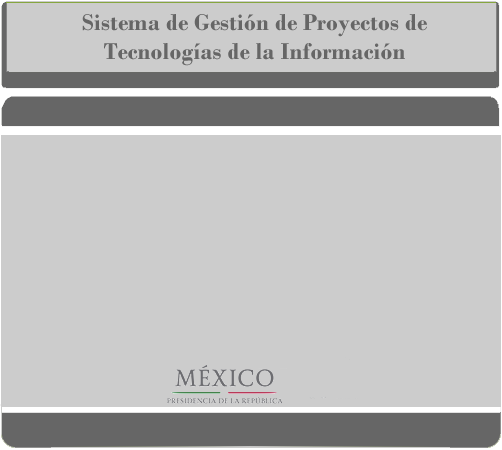 Sistema de Gestión de Proyectos de
Tecnologías de la Información
MÉXICO
PRESIDENCIA DE LA REPÚBLICA